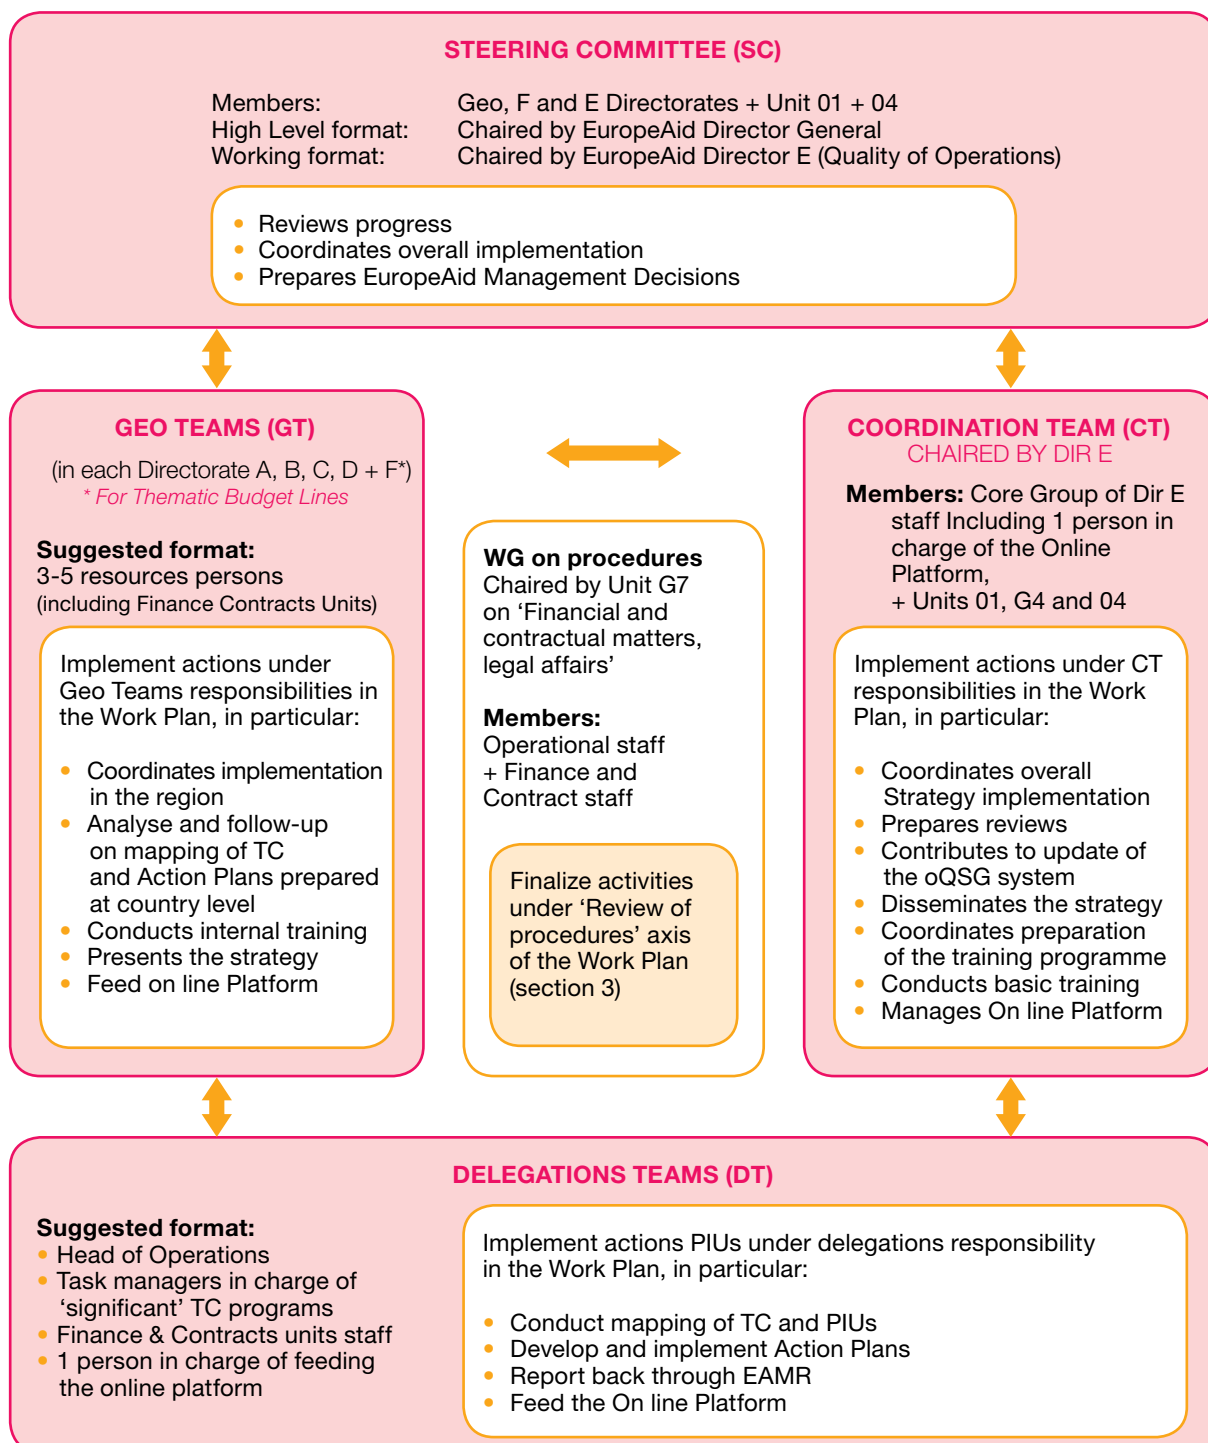 STEERING COMMITTEE (SC)
Members: Geo, F and E Directorates + Unit 01 + 04
High Level format: Chaired by EuropeAid Director General
Working format: Chaired by EuropeAid Director E (Quality of Operations)
• Reviews progress
• Coordinates overall implementation
• Prepares EuropeAid Management Decisions
GEO TEAMS (GT)
(in each Directorate A, B, C, D + F*)
* For Thematic Budget Lines
Suggested format:
3-5 resources persons
(including Finance Contracts Units)
Implement actions under
Geo Teams responsibilities in
the Work Plan, in particular:
• Coordinates implementation
in the region
• Analyse and follow-up
on mapping of TC
and Action Plans prepared
at country level
• Conducts internal training
• Presents the strategy
• Feed on line Platform
WG on procedures
Chaired by Unit G7
on ‘Financial and
contractual matters,
legal affairs’
Members:
Operational staff
+ Finance and
Contract staff
Finalize activities
under ‘Review of
procedures’ axis
of the Work Plan
(section 3)
COORDINATION TEAM (CT)
CHAIRED BY DIR E
Members: Core Group of Dir E
staff Including 1 person in
charge of the Online
Platform,
+ Units 01, G4 and 04
Implement actions under CT
responsibilities in the Work
Plan, in particular:
• Coordinates overall
Strategy implementation
• Prepares reviews
• Contributes to update of
the oQSG system
• Disseminates the strategy
• Coordinates preparation
of the training programme
• Conducts basic training
• Manages On line Platform
DELEGATIONS TEAMS (DT)
Suggested format:
• Head of Operations
• Task managers in charge of
‘significant’ TC programs
• Finance & Contracts units staff
• 1 person in charge of feeding
the online platform
Implement actions PIUs under delegations responsibility
in the Work Plan, in particular:
• Conduct mapping of TC and PIUs
• Develop and implement Action Plans
• Report back through EAMR
• Feed the On line Platform